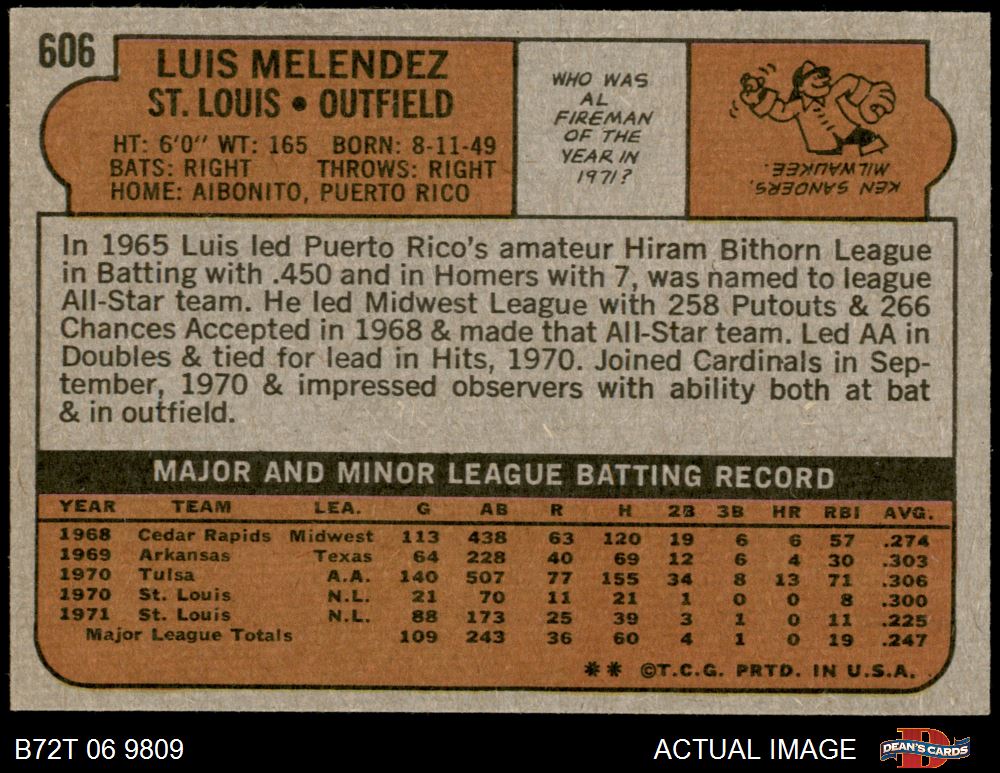 606
LUIS MELENDEZ
ST. LOUIS • OUTFIELD
HT: 6'0" WT: 165 BORN: 8-11-49
BATS: RIGHT THROWS: RIGHT
HOME: AIBONITO, PUERTO RICO
WHO WAS
AL
FIREMAN
OF THE
YEAR IN
1971?
KEN SANDERS,
MILWAUKEE.
In 1965 Luis led Puerto Rico's amateur Hiram Bithorn League
in Batting with .450 and in Homers with 7, was named to league
All-Star team. He led Midwest League with 258 Putouts & 266
Chances Accepted in 1968 & made that All-Star team. Led AA in
Doubles & tied for lead in Hits, 1970. Joined Cardinals in Sep-
tember, 1970 & impressed observers with ability both at bat
& in outfield.
MAJOR AND MINOR LEAGUE BATTING RECORD
YEAR TEAM LEA. G AB R H 2B 3B HR RBI AVG.
1968 Cedar Rapids Midwest 113 438 63 120 19 6 6 57 .274
1969 Arkansas Texas 64 228 40 69 12 6 4 30 .303
1970 Tulsa A.A. 140 507 77 155 34 8 13 71 .306
1970 St. Louis N.L. 21 70 11 21 1 0 0 8 .300
1971 St. Louis N.L. 88 173 25 39 3 1 0 11 .225
Major League Totals 109 243 36 60 4 1 0 19 .247
** ©T.C.G. PRTD. IN U.S.A.
B72T 06 9809
ACTUAL IMAGE
DEAN'S CARDS